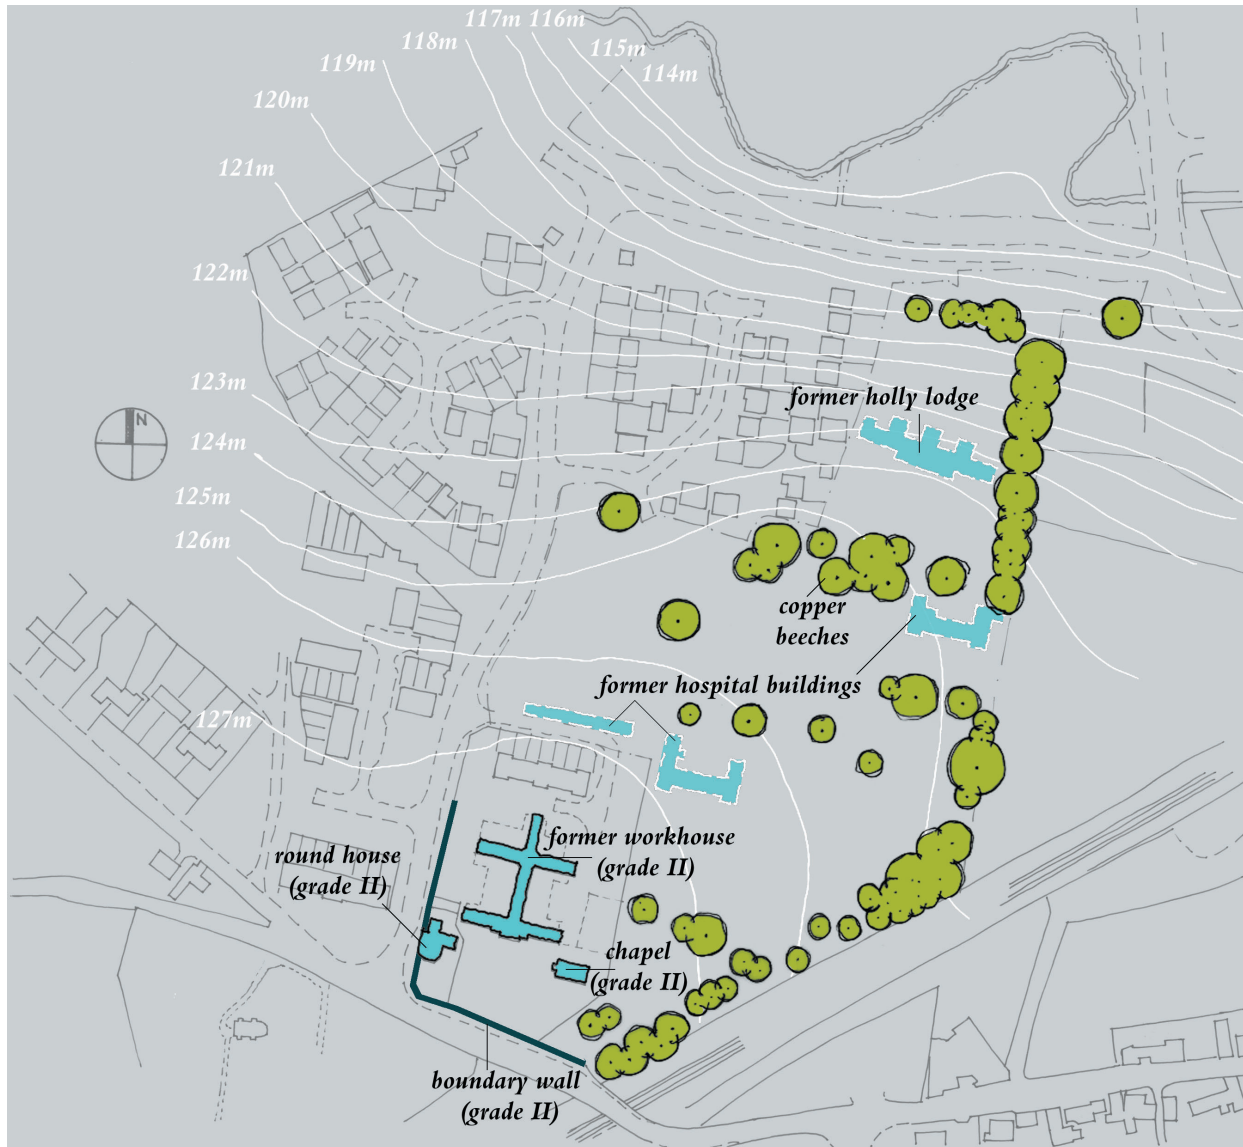 117m
116m
118m
115m
119m
114m
120m
121m
122m
123m
124m
125m
126m
127m
N
former holly lodge
copper
beeches
former hospital buildings
former workhouse
(grade II)
round house
(grade II)
chapel
(grade II)
boundary wall
(grade II)